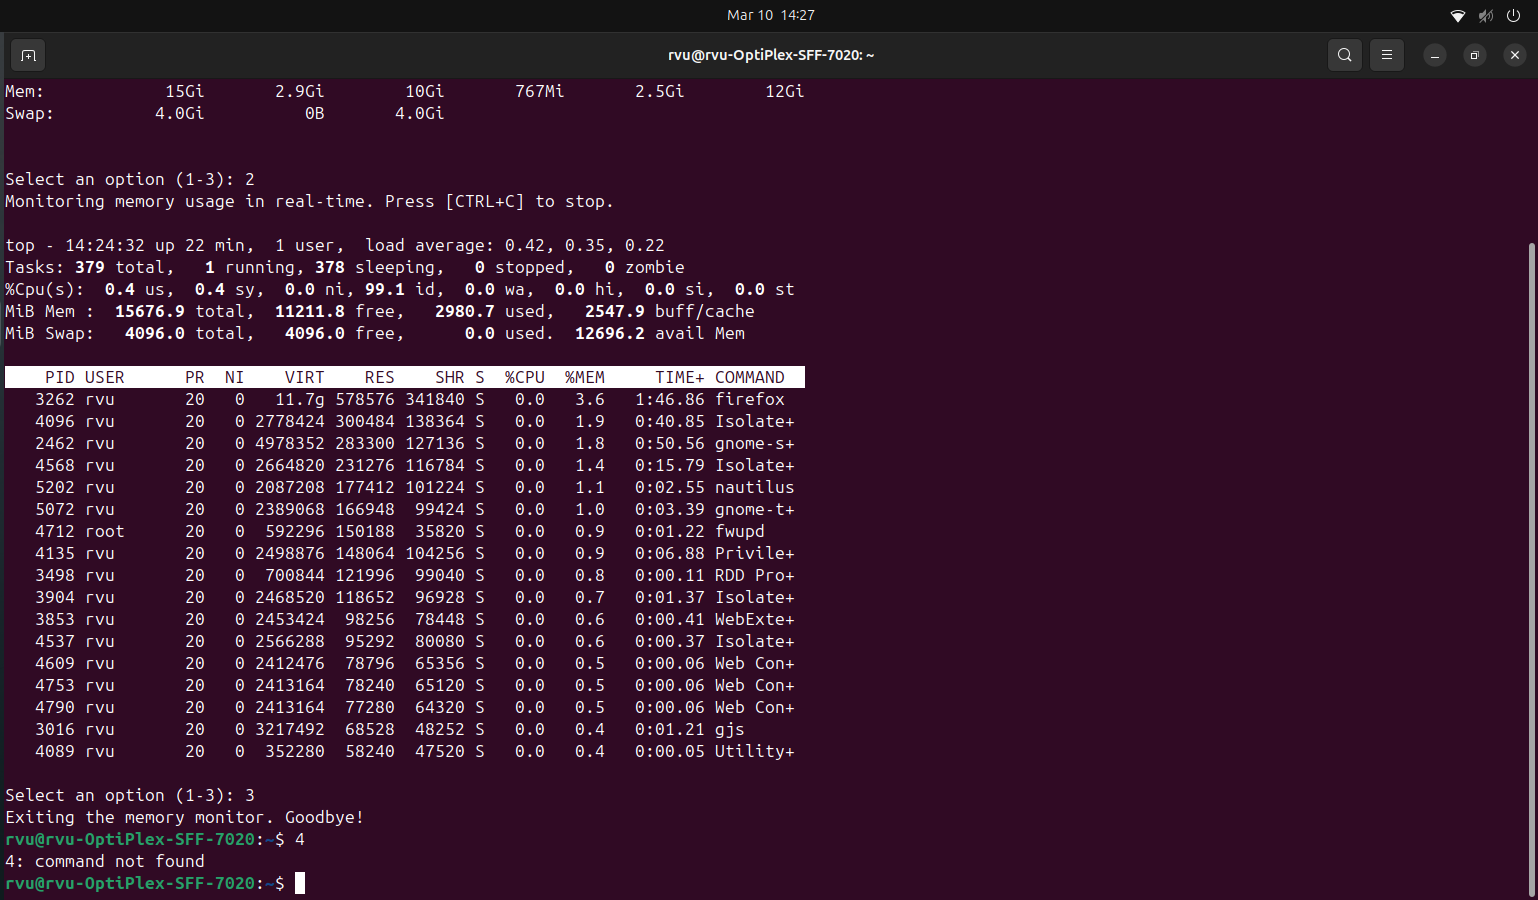 Mar 10 14:27
rvu@rvu-OptiPlex-SFF-7020: ~
Mem:            15Gi       2.9Gi        10Gi       767Mi       2.5Gi        12Gi
Swap:          4.0Gi          0B       4.0Gi
Select an option (1-3): 2
Monitoring memory usage in real-time. Press [CTRL+C] to stop.
top - 14:24:32 up 22 min,  1 user,  load average: 0.42, 0.35, 0.22
Tasks: 379 total,   1 running, 378 sleeping,   0 stopped,   0 zombie
%Cpu(s):  0.4 us,  0.4 sy,  0.0 ni, 99.1 id,  0.0 wa,  0.0 hi,  0.0 si,  0.0 st
MiB Mem :  15676.9 total,  11211.8 free,   2980.7 used,   2547.9 buff/cache
MiB Swap:   4096.0 total,   4096.0 free,      0.0 used.  12696.2 avail Mem
    PID USER      PR  NI    VIRT    RES    SHR S  %CPU  %MEM     TIME+ COMMAND
   3262 rvu       20   0   11.7g 578576 341840 S   0.0   3.6   1:46.86 firefox
   4096 rvu       20   0 2778424 300484 138364 S   0.0   1.9   0:40.85 Isolate+
   2462 rvu       20   0 4978352 283300 127136 S   0.0   1.8   0:50.56 gnome-s+
   4568 rvu       20   0 2664820 231276 116784 S   0.0   1.4   0:15.79 Isolate+
   5202 rvu       20   0 2087208 177412 101224 S   0.0   1.1   0:02.55 nautilus
   5072 rvu       20   0 2389068 166948  99424 S   0.0   1.0   0:03.39 gnome-t+
   4712 root      20   0  592296 150188  35820 S   0.0   0.9   0:01.22 fwupd
   4135 rvu       20   0 2498876 148064 104256 S   0.0   0.9   0:06.88 Privile+
   3498 rvu       20   0  700844 121996  99040 S   0.0   0.8   0:00.11 RDD Pro+
   3904 rvu       20   0 2468520 118652  96928 S   0.0   0.7   0:01.37 Isolate+
   3853 rvu       20   0 2453424  98256  78448 S   0.0   0.6   0:00.41 WebExte+
   4537 rvu       20   0 2566288  95292  80080 S   0.0   0.6   0:00.37 Isolate+
   4609 rvu       20   0 2412476  78796  65356 S   0.0   0.5   0:00.06 Web Con+
   4753 rvu       20   0 2413164  78240  65120 S   0.0   0.5   0:00.06 Web Con+
   4790 rvu       20   0 2413164  77280  64320 S   0.0   0.5   0:00.06 Web Con+
   3016 rvu       20   0 3217492  68528  48252 S   0.0   0.4   0:01.21 gjs
   4089 rvu       20   0  352280  58240  47520 S   0.0   0.4   0:00.05 Utility+
Select an option (1-3): 3
Exiting the memory monitor. Goodbye!
rvu@rvu-OptiPlex-SFF-7020:~$ 4
4: command not found
rvu@rvu-OptiPlex-SFF-7020:~$